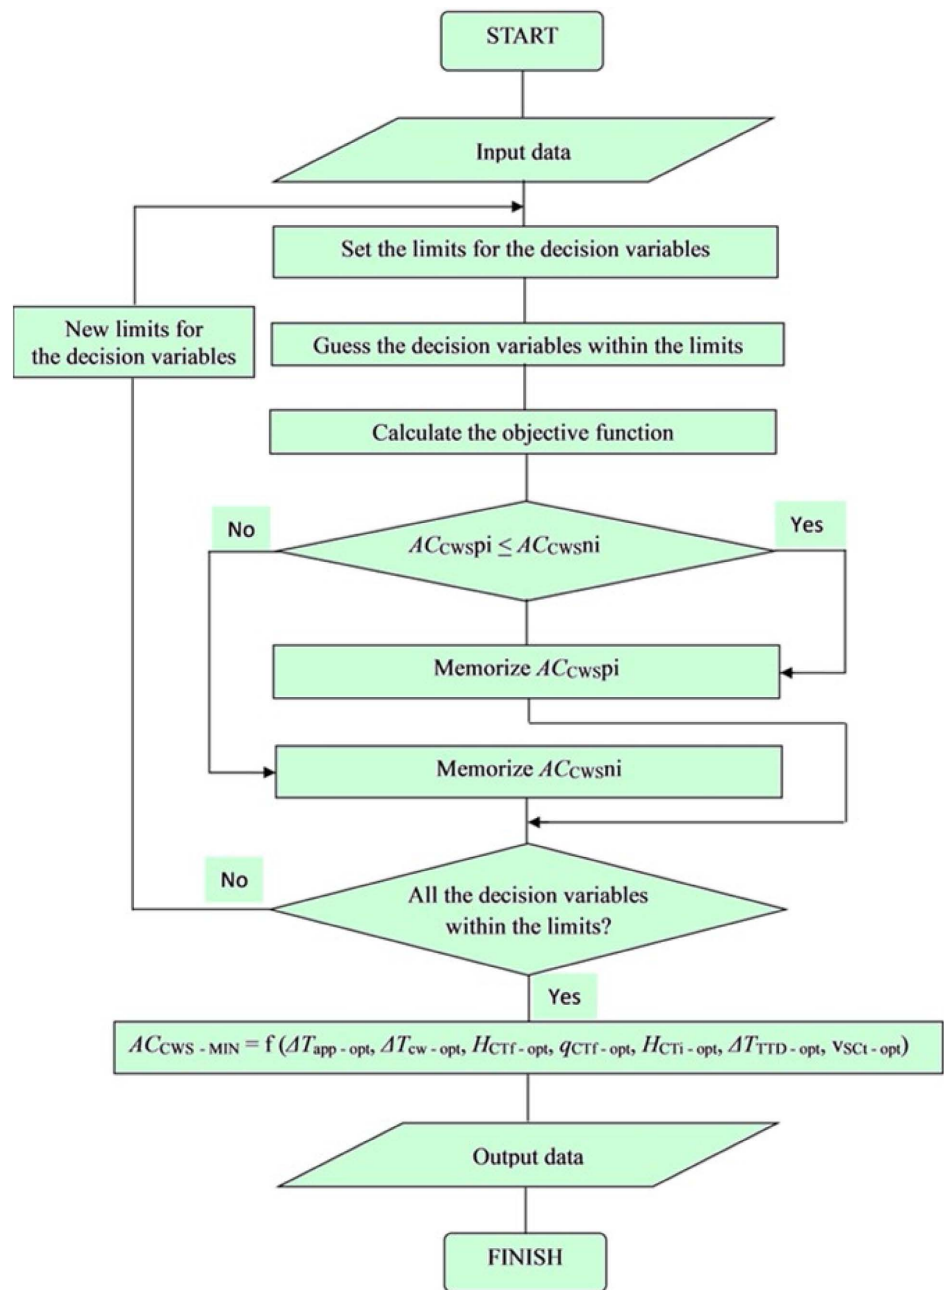 START
Input data
Set the limits for the decision variables
New limits for
the decision variables
Guess the decision variables within the limits
Calculate the objective function
No
Yes
ACCWSpi ≤ ACCWSni
Memorize ACCWSpi
Memorize ACCWSni
No
All the decision variables
within the limits?
Yes
ACCWS - MIN = f (ΔTapp - opt, ΔTcw - opt, HCTf - opt, qCTf - opt, HCTi - opt, ΔTTTD - opt, vSCt - opt)
Output data
FINISH